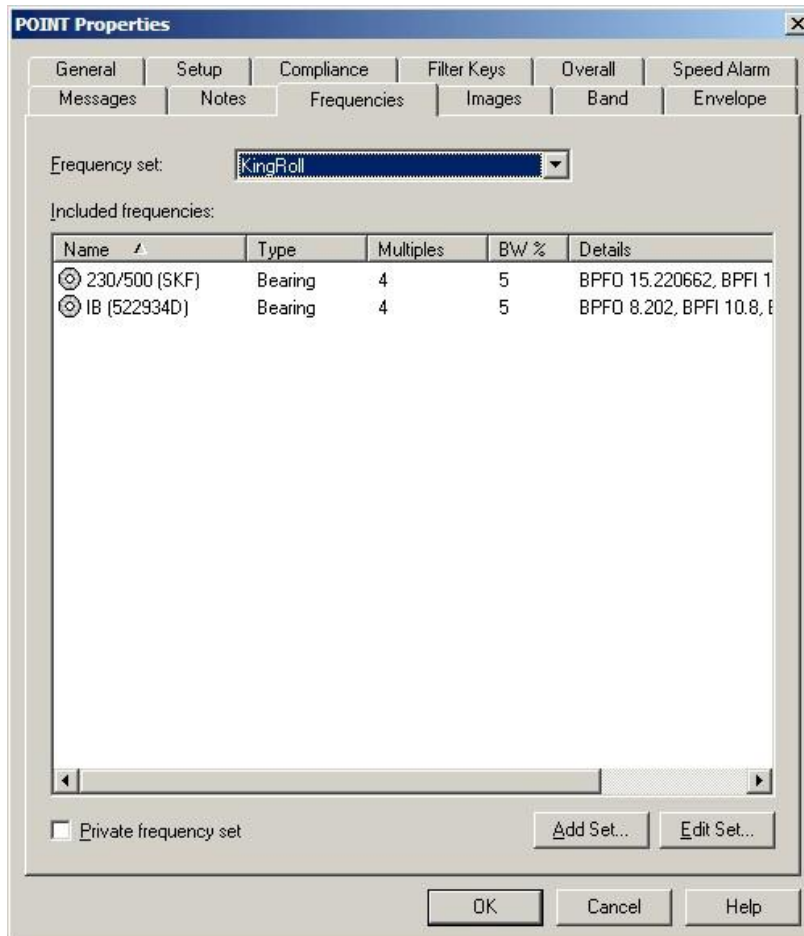 POINT Properties
General Setup Compliance Filter Keys Overall Speed Alarm
Messages Notes Frequencies Images Band Envelope
Frequency set: KingRoll
Included frequencies:
Name Type Multiples BW % Details
230/500 (SKF) Bearing 4 5 BPFO 15.220662, BPFI 1
IB (522934D) Bearing 4 5 BPFO 8.202, BPFI 10.8, B
Private frequency set Add Set... Edit Set...
OK Cancel Help